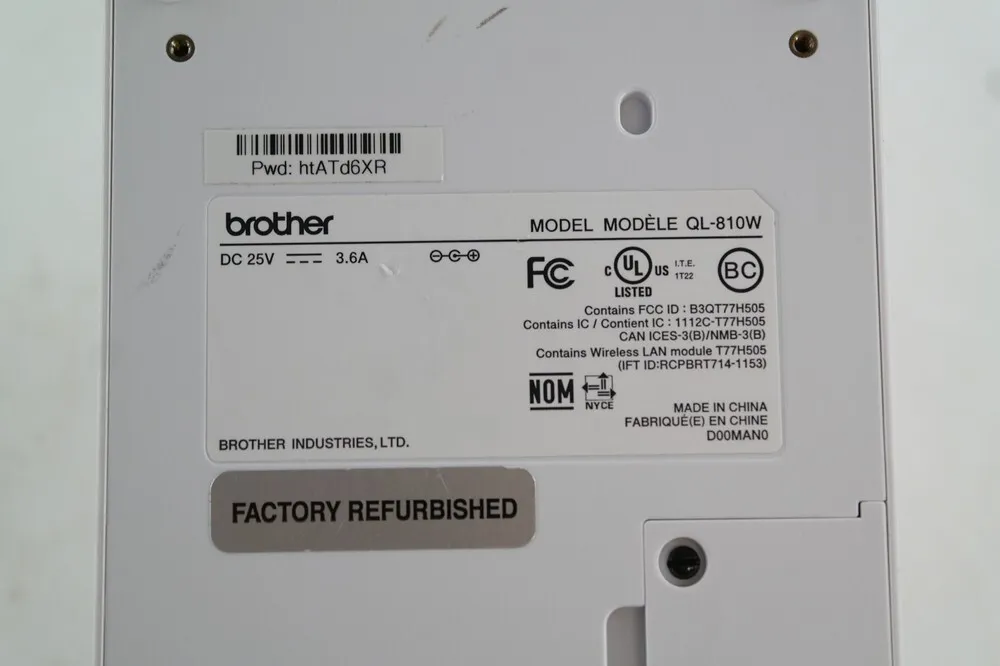 Pwd: htATd6XR
brother
MODEL MODÈLE QL-810W
DC 25V 3.6A
FC
C UL US
LISTED
I.T.E.
1T22
BC
Contains FCC ID : B3QT77H505
Contains IC / Contient IC : 1112C-T77H505
CAN ICES-3(B)/NMB-3(B)
Contains Wireless LAN module T77H505
(IFT ID:RCPBRT714-1153)
NOM
NYCE
MADE IN CHINA
FABRIQUÉ(E) EN CHINE
D00MAN0
BROTHER INDUSTRIES,LTD.
FACTORY REFURBISHED